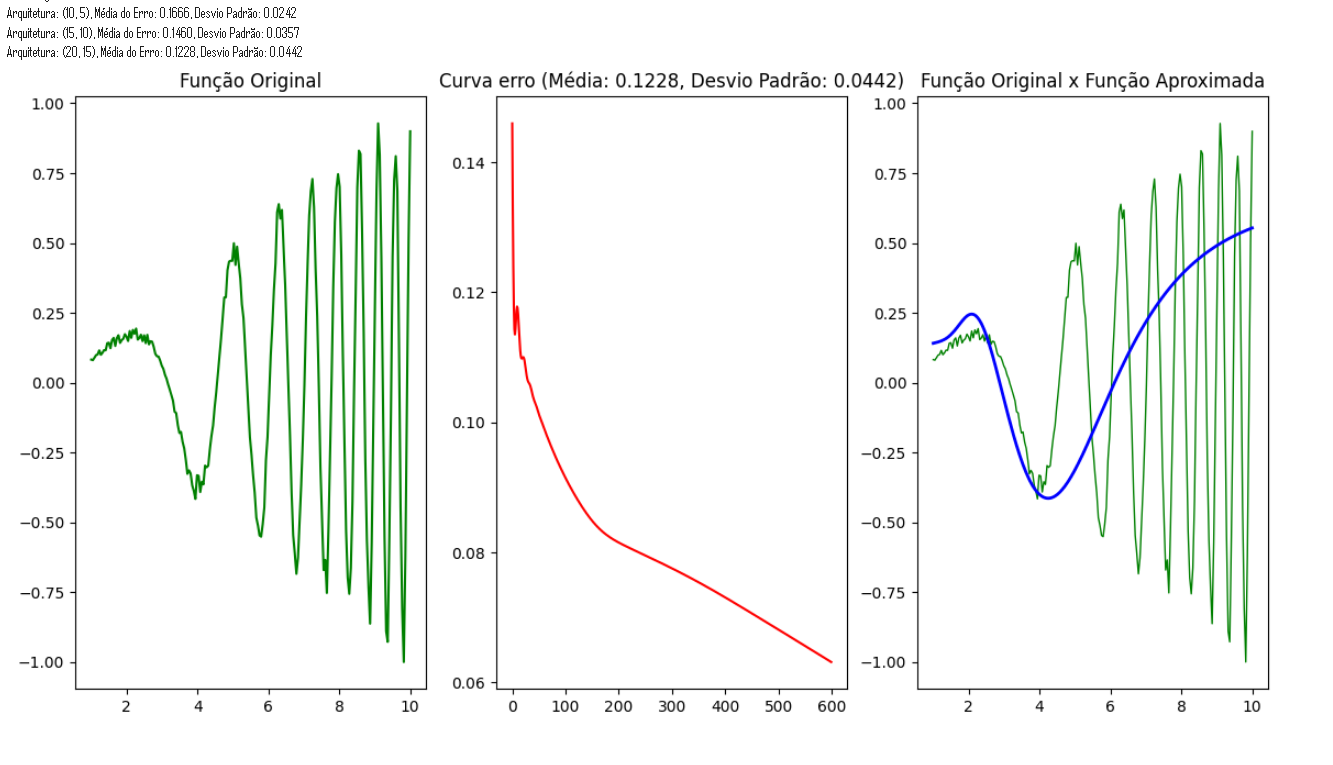 Arquitetura: (10, 5), Média do Erro: 0.1666, Desvio Padrão: 0.0242
Arquitetura: (15, 10), Média do Erro: 0.1460, Desvio Padrão: 0.0357
Arquitetura: (20, 15), Média do Erro: 0.1228, Desvio Padrão: 0.0442
Função Original
1.00
0.75
0.50
0.25
0.00
−0.25
−0.50
−0.75
−1.00
2 4 6 8 10
Curva erro (Média: 0.1228, Desvio Padrão: 0.0442)
0.14
0.12
0.10
0.08
0.06
0 100 200 300 400 500 600
Função Original x Função Aproximada
1.00
0.75
0.50
0.25
0.00
−0.25
−0.50
−0.75
−1.00
2 4 6 8 10